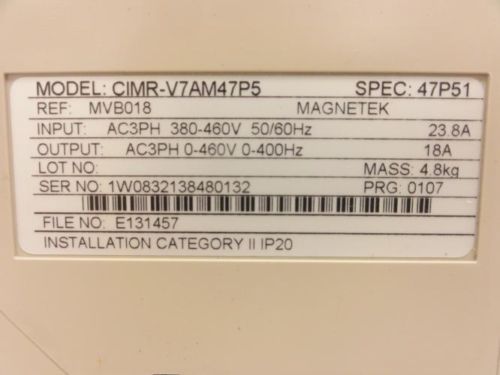 MODEL: CIMR-V7AM47P5 SPEC: 47P51
REF: MVB018 MAGNETEK
INPUT: AC3PH 380-460V 50/60Hz 23.8A
OUTPUT: AC3PH 0-460V 0-400Hz 18A
LOT NO: MASS: 4.8kg
SER NO: 1W0832138480132 PRG: 0107
FILE NO: E131457
INSTALLATION CATEGORY II IP20